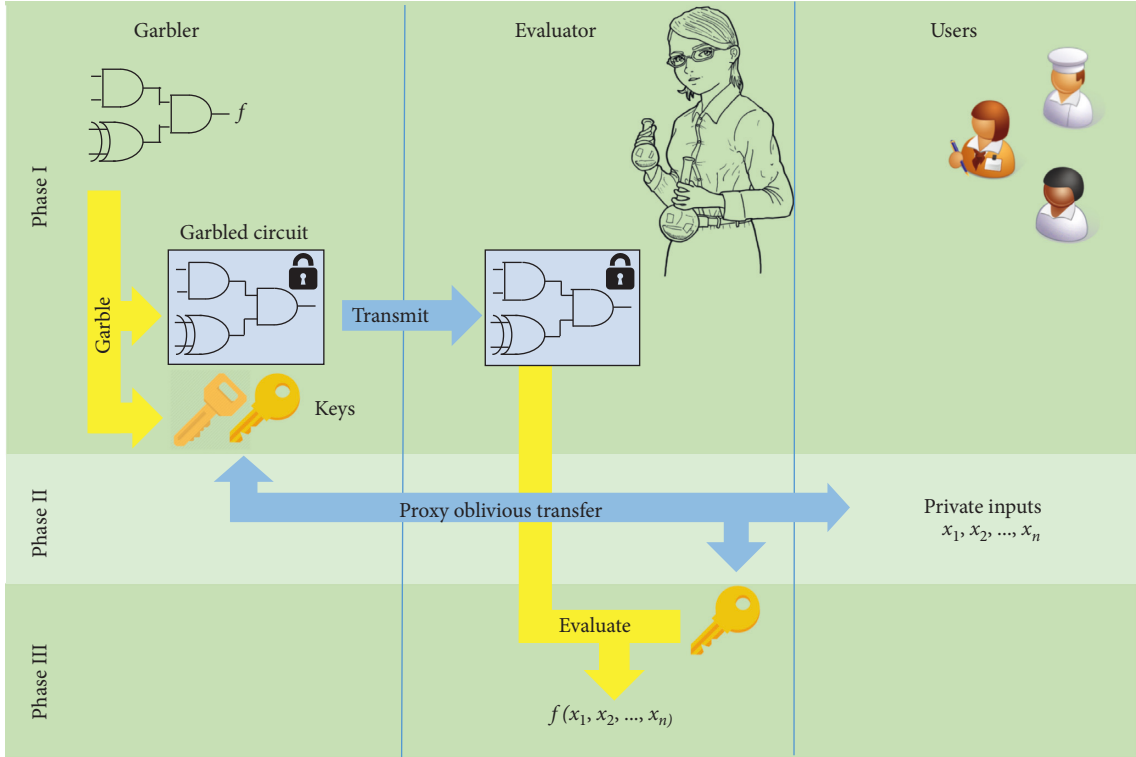 Garbler
Evaluator
Users
f
Phase I
Garbled circuit
Garble
Transmit
Keys
Phase II
Proxy oblivious transfer
Private inputs
x₁, x₂, ..., xₙ
Phase III
Evaluate
f (x₁, x₂, ..., xₙ)